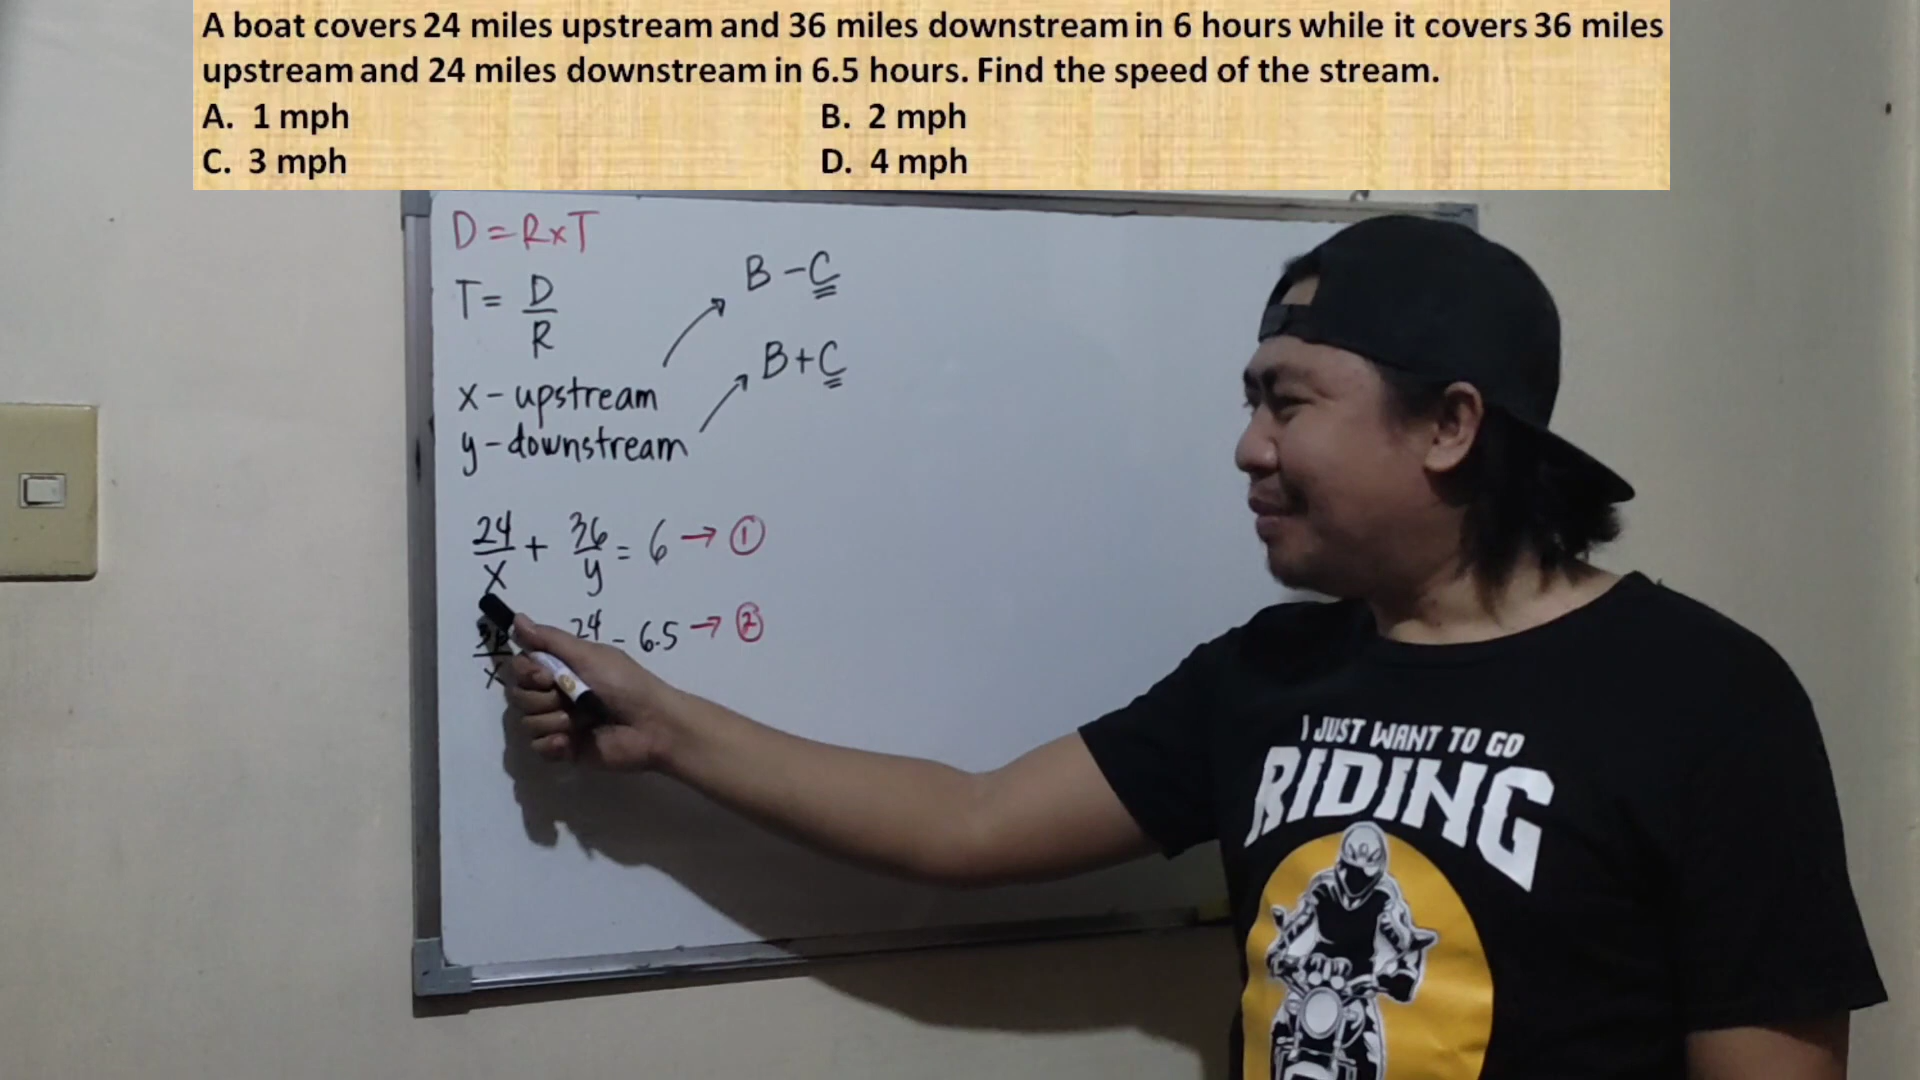 A boat covers 24 miles upstream and 36 miles downstream in 6 hours while it covers 36 miles
upstream and 24 miles downstream in 6.5 hours. Find the speed of the stream.
A. 1 mph
B. 2 mph
C. 3 mph
D. 4 mph
D = R x T
T = D/R
B - C
B + C
x - upstream
y - downstream
24/x + 36/y = 6 → 1
x
24
- 6.5 → 2
I JUST WANT TO GO
RIDING